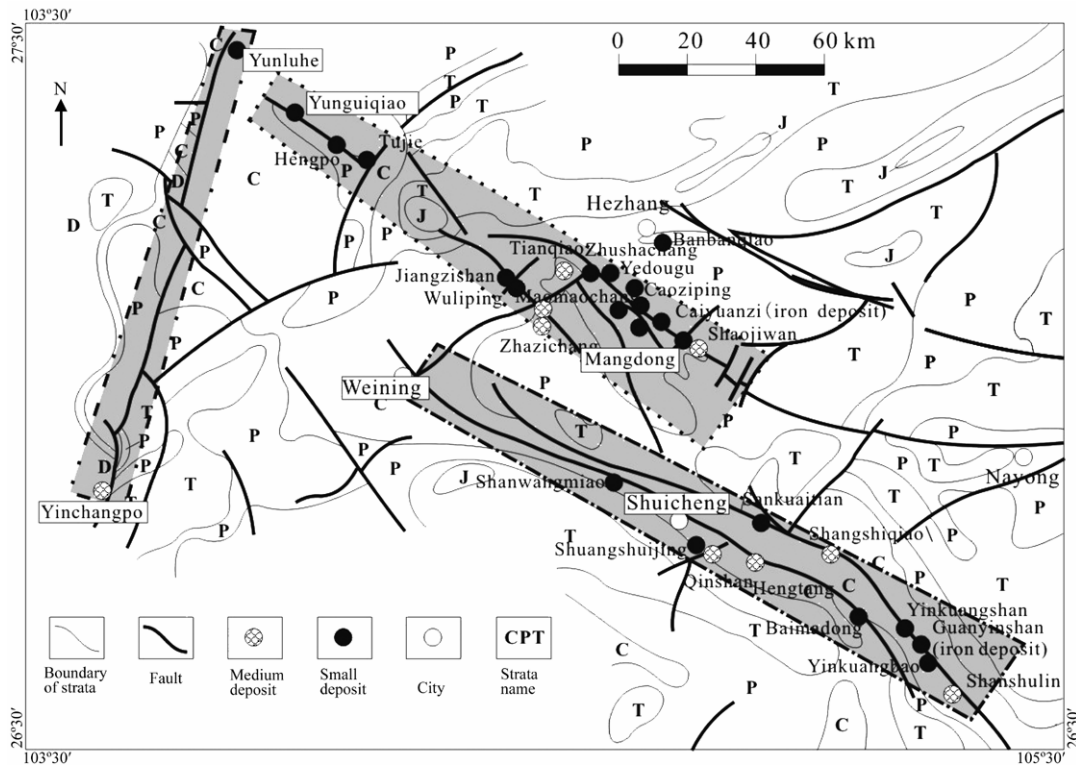 103°30′
27°30′
N
0 20 40 60 km
Yunluhe
Yunguiqiao
Hengpo
Tujie
Hezhang
Banbanqiao
Tianqiao
Zhushachang
Yedougu
Jiangzishan
Wuliping
Maomaochang
Caoziping
Caiyuanzi (iron deposit)
Shaojiwan
Zhazichang
Mangdong
Weining
Yinchangpo
Shanwangmiao
Shuicheng
Sankuaitian
Nayong
Shuangshuijing
Shangshiqiao
Qinshan
Hengtang
Baimadong
Yinkuangshan
Guanyinshan
(iron deposit)
Yinkuangbao
Shanshulin
C
P
T
J
D
CPT
Boundary
of strata
Fault
Medium
deposit
Small
deposit
City
Strata
name
26°30′
103°30′
26°30′
105°30′